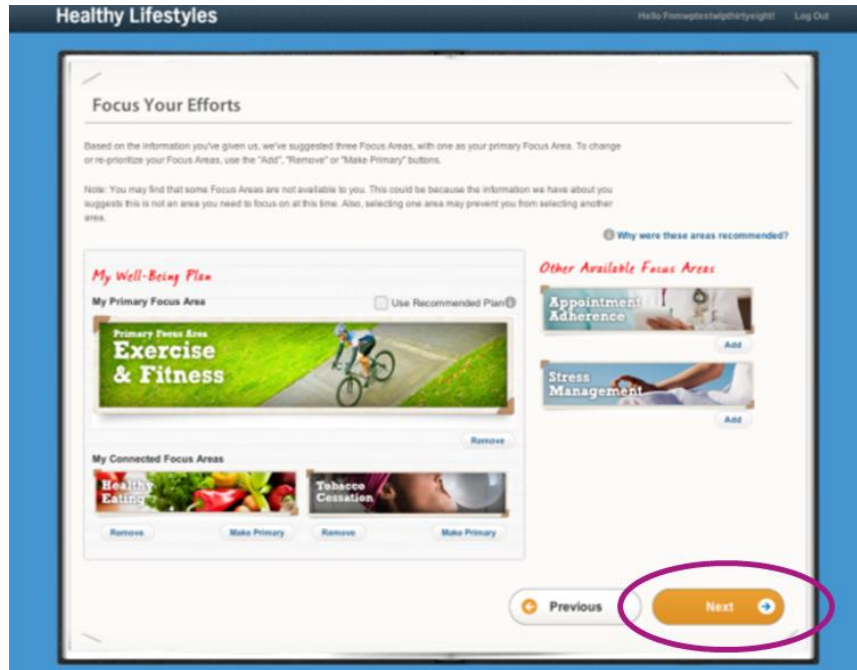 Healthy Lifestyles
Hello Fnmwptestwlpthirtyeight! Log Out
Focus Your Efforts
Based on the information you've given us, we've suggested three Focus Areas, with one as your primary Focus Area. To change
or re-prioritize your Focus Areas, use the "Add", "Remove" or "Make Primary" buttons.
Note: You may find that some Focus Areas are not available to you. This could be because the information we have about you
suggests this is not an area you need to focus on at this time. Also, selecting one area may prevent you from selecting another
area.
Why were these areas recommended?
My Well-Being Plan
My Primary Focus Area
Use Recommended Plan
Primary Focus Area
Exercise
& Fitness
Remove
My Connected Focus Areas
Healthy
Eating
Remove
Make Primary
Tobacco
Cessation
Remove
Make Primary
Other Available Focus Areas
Appointment
Adherence
Add
Stress
Management
Add
Previous
Next